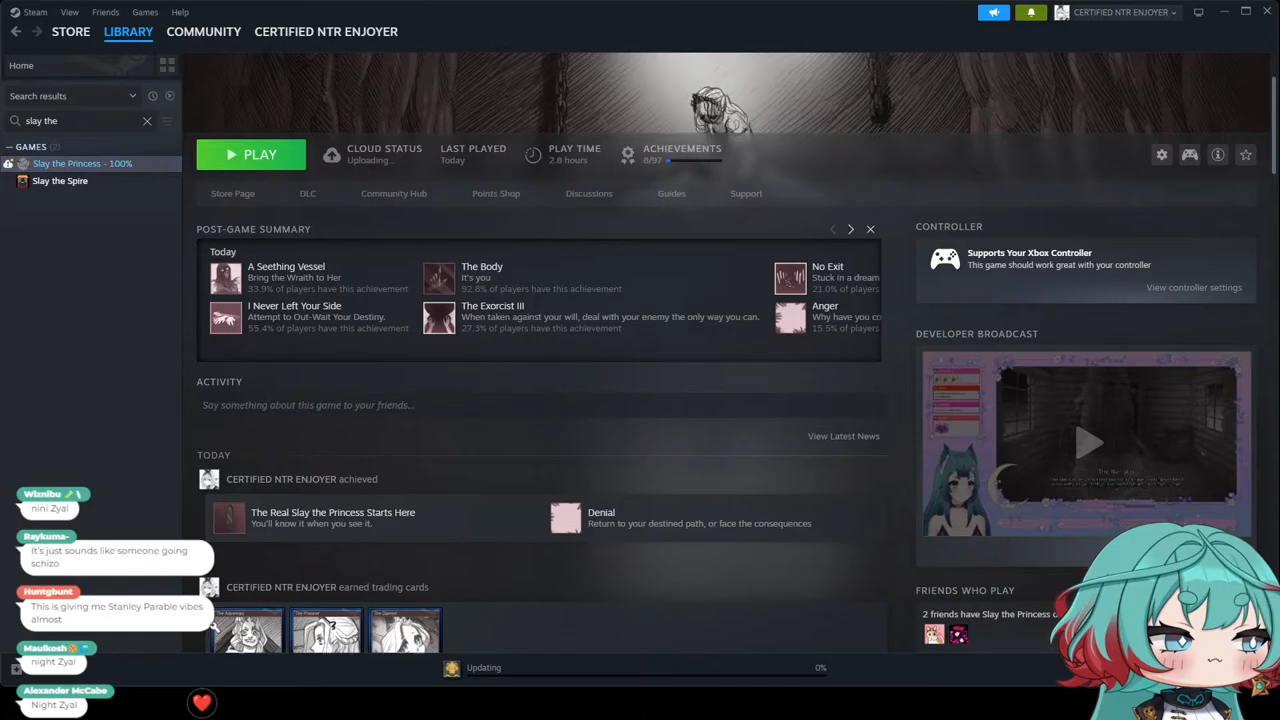 Steam View Friends Games Help
CERTIFIED NTR ENJOYER
STORE LIBRARY COMMUNITY CERTIFIED NTR ENJOYER
Home
Search results
slay the
GAMES (2)
Slay the Princess - 100%
Slay the Spire
PLAY
CLOUD STATUS
Uploading...
LAST PLAYED
Today
PLAY TIME
2.8 hours
ACHIEVEMENTS
8/97
Store Page DLC Community Hub Points Shop Discussions Guides Support
POST-GAME SUMMARY
Today
A Seething Vessel
Bring the Wraith to Her
33.9% of players have this achievement
The Body
It's you
92.8% of players have this achievement
No Exit
Stuck in a dream
21.0% of players
I Never Left Your Side
Attempt to Out-Wait Your Destiny.
55.4% of players have this achievement
The Exorcist III
When taken against your will, deal with your enemy the only way you can.
27.3% of players have this achievement
Anger
Why have you co
15.5% of players
ACTIVITY
Say something about this game to your friends...
View Latest News
TODAY
CERTIFIED NTR ENJOYER achieved
The Real Slay the Princess Starts Here
You'll know it when you see it.
Denial
Return to your destined path, or face the consequences
CERTIFIED NTR ENJOYER earned trading cards
CONTROLLER
Supports Your Xbox Controller
This game should work great with your controller
View controller settings
DEVELOPER BROADCAST
FRIENDS WHO PLAY
2 friends have Slay the Princess
Updating
0%
Wiznibu
nini Zyal
Raykuma-
It's just sounds like someone going
schizo
Huntgbunt
This is giving me Stanley Parable vibes
almost
Maulkosh
night Zyal
Alexander McCabe
Night Zyal